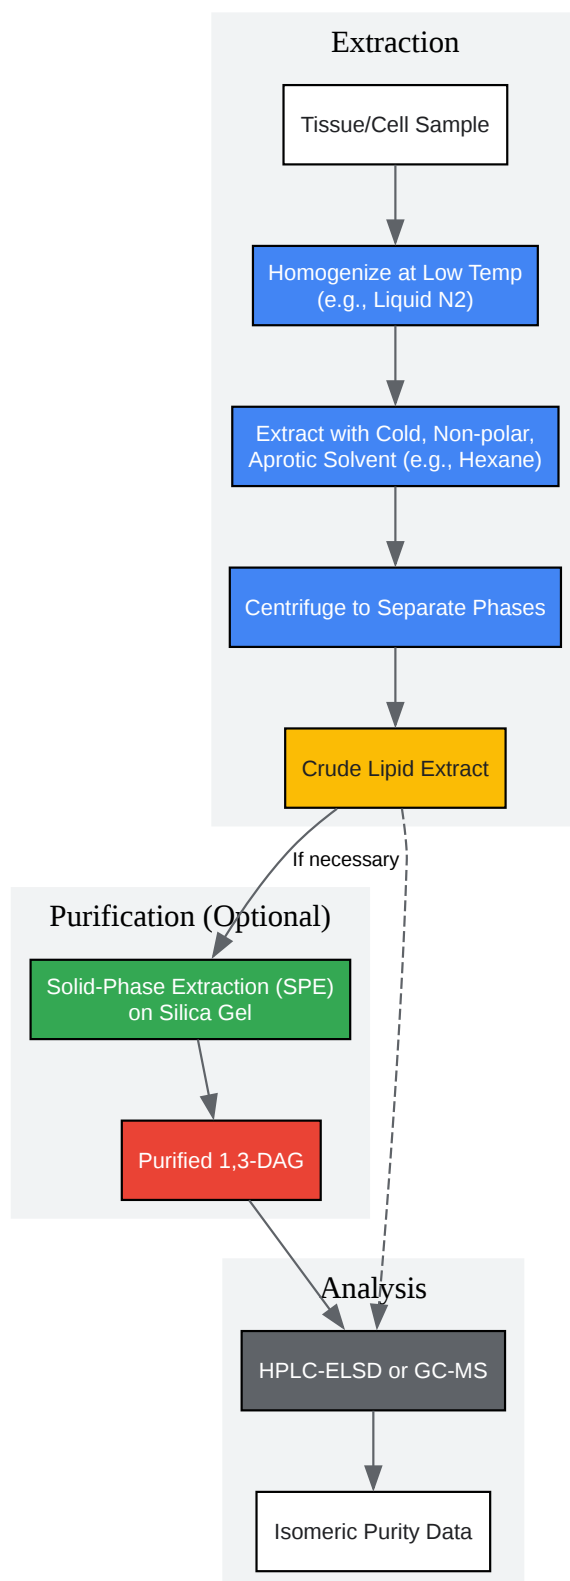 Extraction
Tissue/Cell Sample
Homogenize at Low Temp
(e.g., Liquid N2)
Extract with Cold, Non-polar,
Aprotic Solvent (e.g., Hexane)
Centrifuge to Separate Phases
Crude Lipid Extract
If necessary
Purification (Optional)
Solid-Phase Extraction (SPE)
on Silica Gel
Purified 1,3-DAG
Analysis
HPLC-ELSD or GC-MS
Isomeric Purity Data